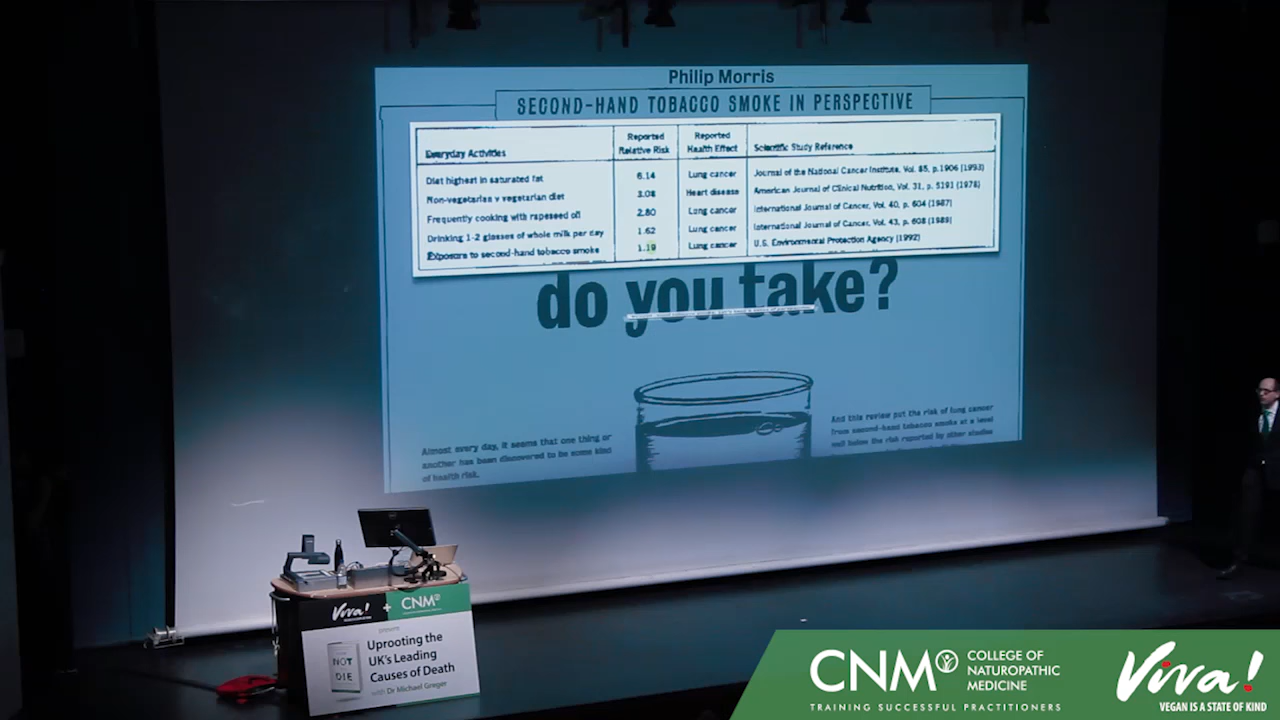 Philip Morris
SECOND-HAND TOBACCO SMOKE IN PERSPECTIVE
Everyday Activities Reported Relative Risk Reported Health Effect Scientific Study Reference
Diet highest in saturated fat 6.14 Lung cancer Journal of the National Cancer Institute, Vol. 85, p.1906 (1993)
Non-vegetarian v vegetarian diet 3.08 Heart disease American Journal of Clinical Nutrition, Vol. 31, p. S191 (1978)
Frequently cooking with rapeseed oil 2.80 Lung cancer International Journal of Cancer, Vol. 40, p. 604 (1987)
Drinking 1-2 glasses of whole milk per day 1.62 Lung cancer International Journal of Cancer, Vol. 43, p. 608 (1989)
Exposure to second-hand tobacco smoke 1.19 Lung cancer U.S. Environmental Protection Agency (1992)
do you take?
Almost every day, it seems that one thing or
another has been discovered to be some kind
of health risk.
And this review put the risk of lung cancer
from second-hand tobacco smoke at a level
well below the risk reported by other studies
Viva! + CNM
presents
Uprooting the
UK's Leading
Causes of Death
with Dr Michael Greger
NOT
DIE
CNM COLLEGE OF
NATUROPATHIC
MEDICINE
TRAINING SUCCESSFUL PRACTITIONERS
Viva!
VEGAN IS A STATE OF KIND